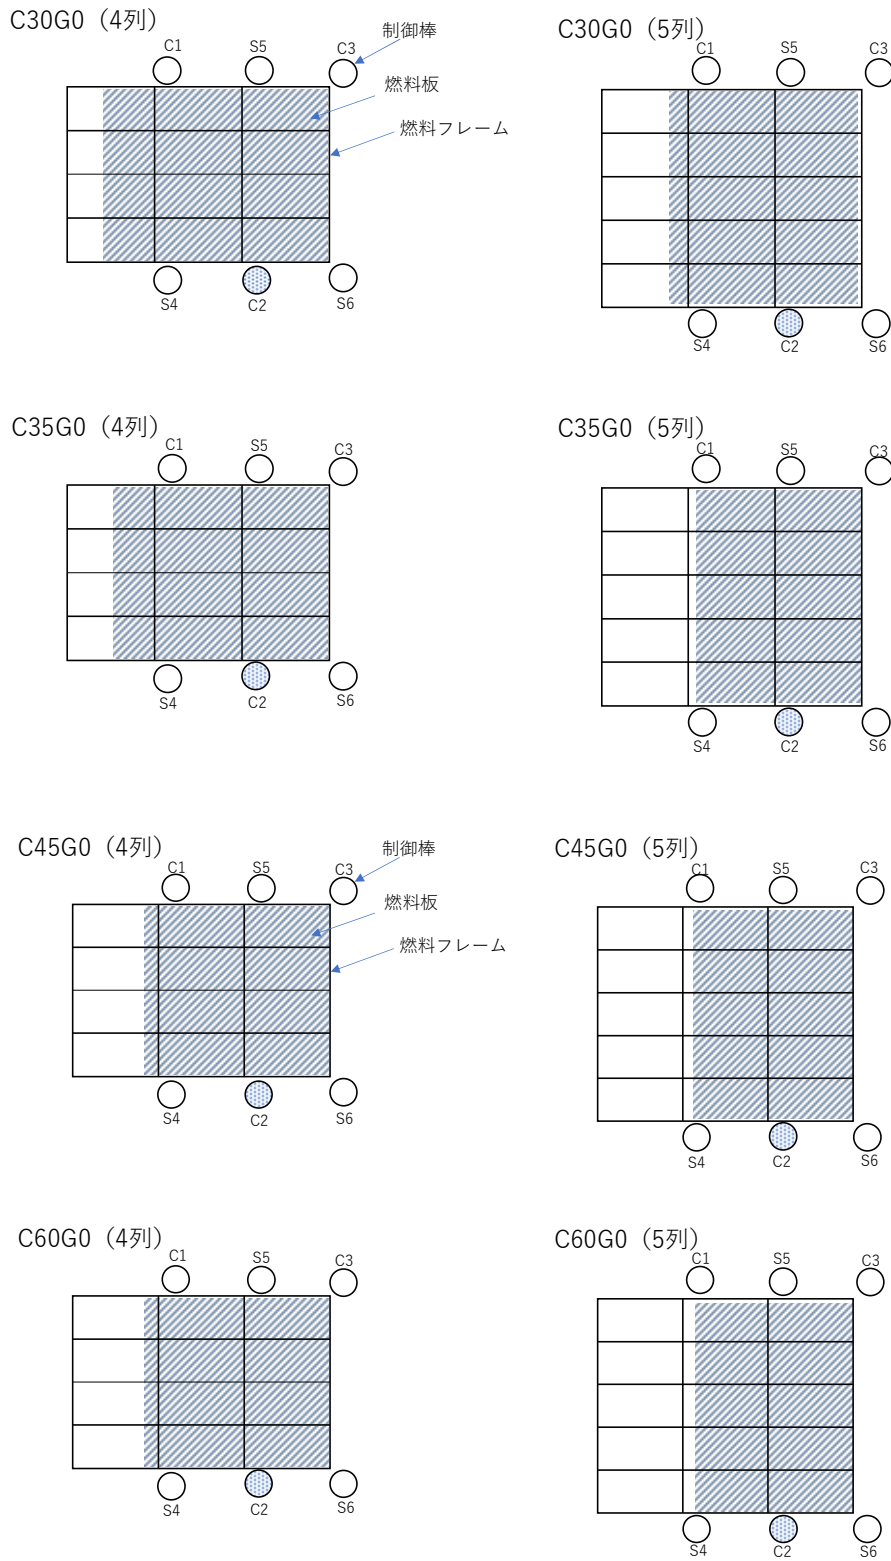 C30G0（4列）
C1
S5
C3
制御棒
燃料板
燃料フレーム
S4
C2
S6
C30G0（5列）
C1
S5
C3
S4
C2
S6
C35G0（4列）
C1
S5
C3
S4
C2
S6
C35G0（5列）
C1
S5
C3
S4
C2
S6
C45G0（4列）
C1
S5
C3
制御棒
燃料板
燃料フレーム
S4
C2
S6
C45G0（5列）
C1
S5
C3
S4
C2
S6
C60G0（4列）
C1
S5
C3
S4
C2
S6
C60G0（5列）
C1
S5
C3
S4
C2
S6